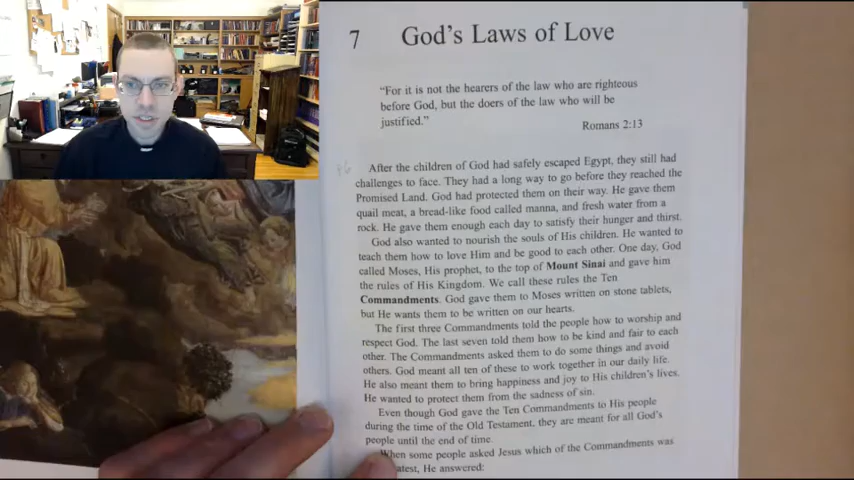 7 God's Laws of Love
"For it is not the hearers of the law who are righteous
before God, but the doers of the law who will be
justified."
Romans 2:13
After the children of God had safely escaped Egypt, they still had
challenges to face. They had a long way to go before they reached the
Promised Land. God had protected them on their way. He gave them
quail meat, a bread-like food called manna, and fresh water from a
rock. He gave them enough each day to satisfy their hunger and thirst.
God also wanted to nourish the souls of His children. He wanted to
teach them how to love Him and be good to each other. One day, God
called Moses, His prophet, to the top of Mount Sinai and gave him
the rules of His Kingdom. We call these rules the Ten
Commandments. God gave them to Moses written on stone tablets,
but He wants them to be written on our hearts.
The first three Commandments told the people how to worship and
respect God. The last seven told them how to be kind and fair to each
other. The Commandments asked them to do some things and avoid
others. God meant all ten of these to work together in our daily life.
He also meant them to bring happiness and joy to His children's lives.
He wanted to protect them from the sadness of sin.
Even though God gave the Ten Commandments to His people
during the time of the Old Testament, they are meant for all God's
people until the end of time.
When some people asked Jesus which of the Commandments was
atest, He answered: